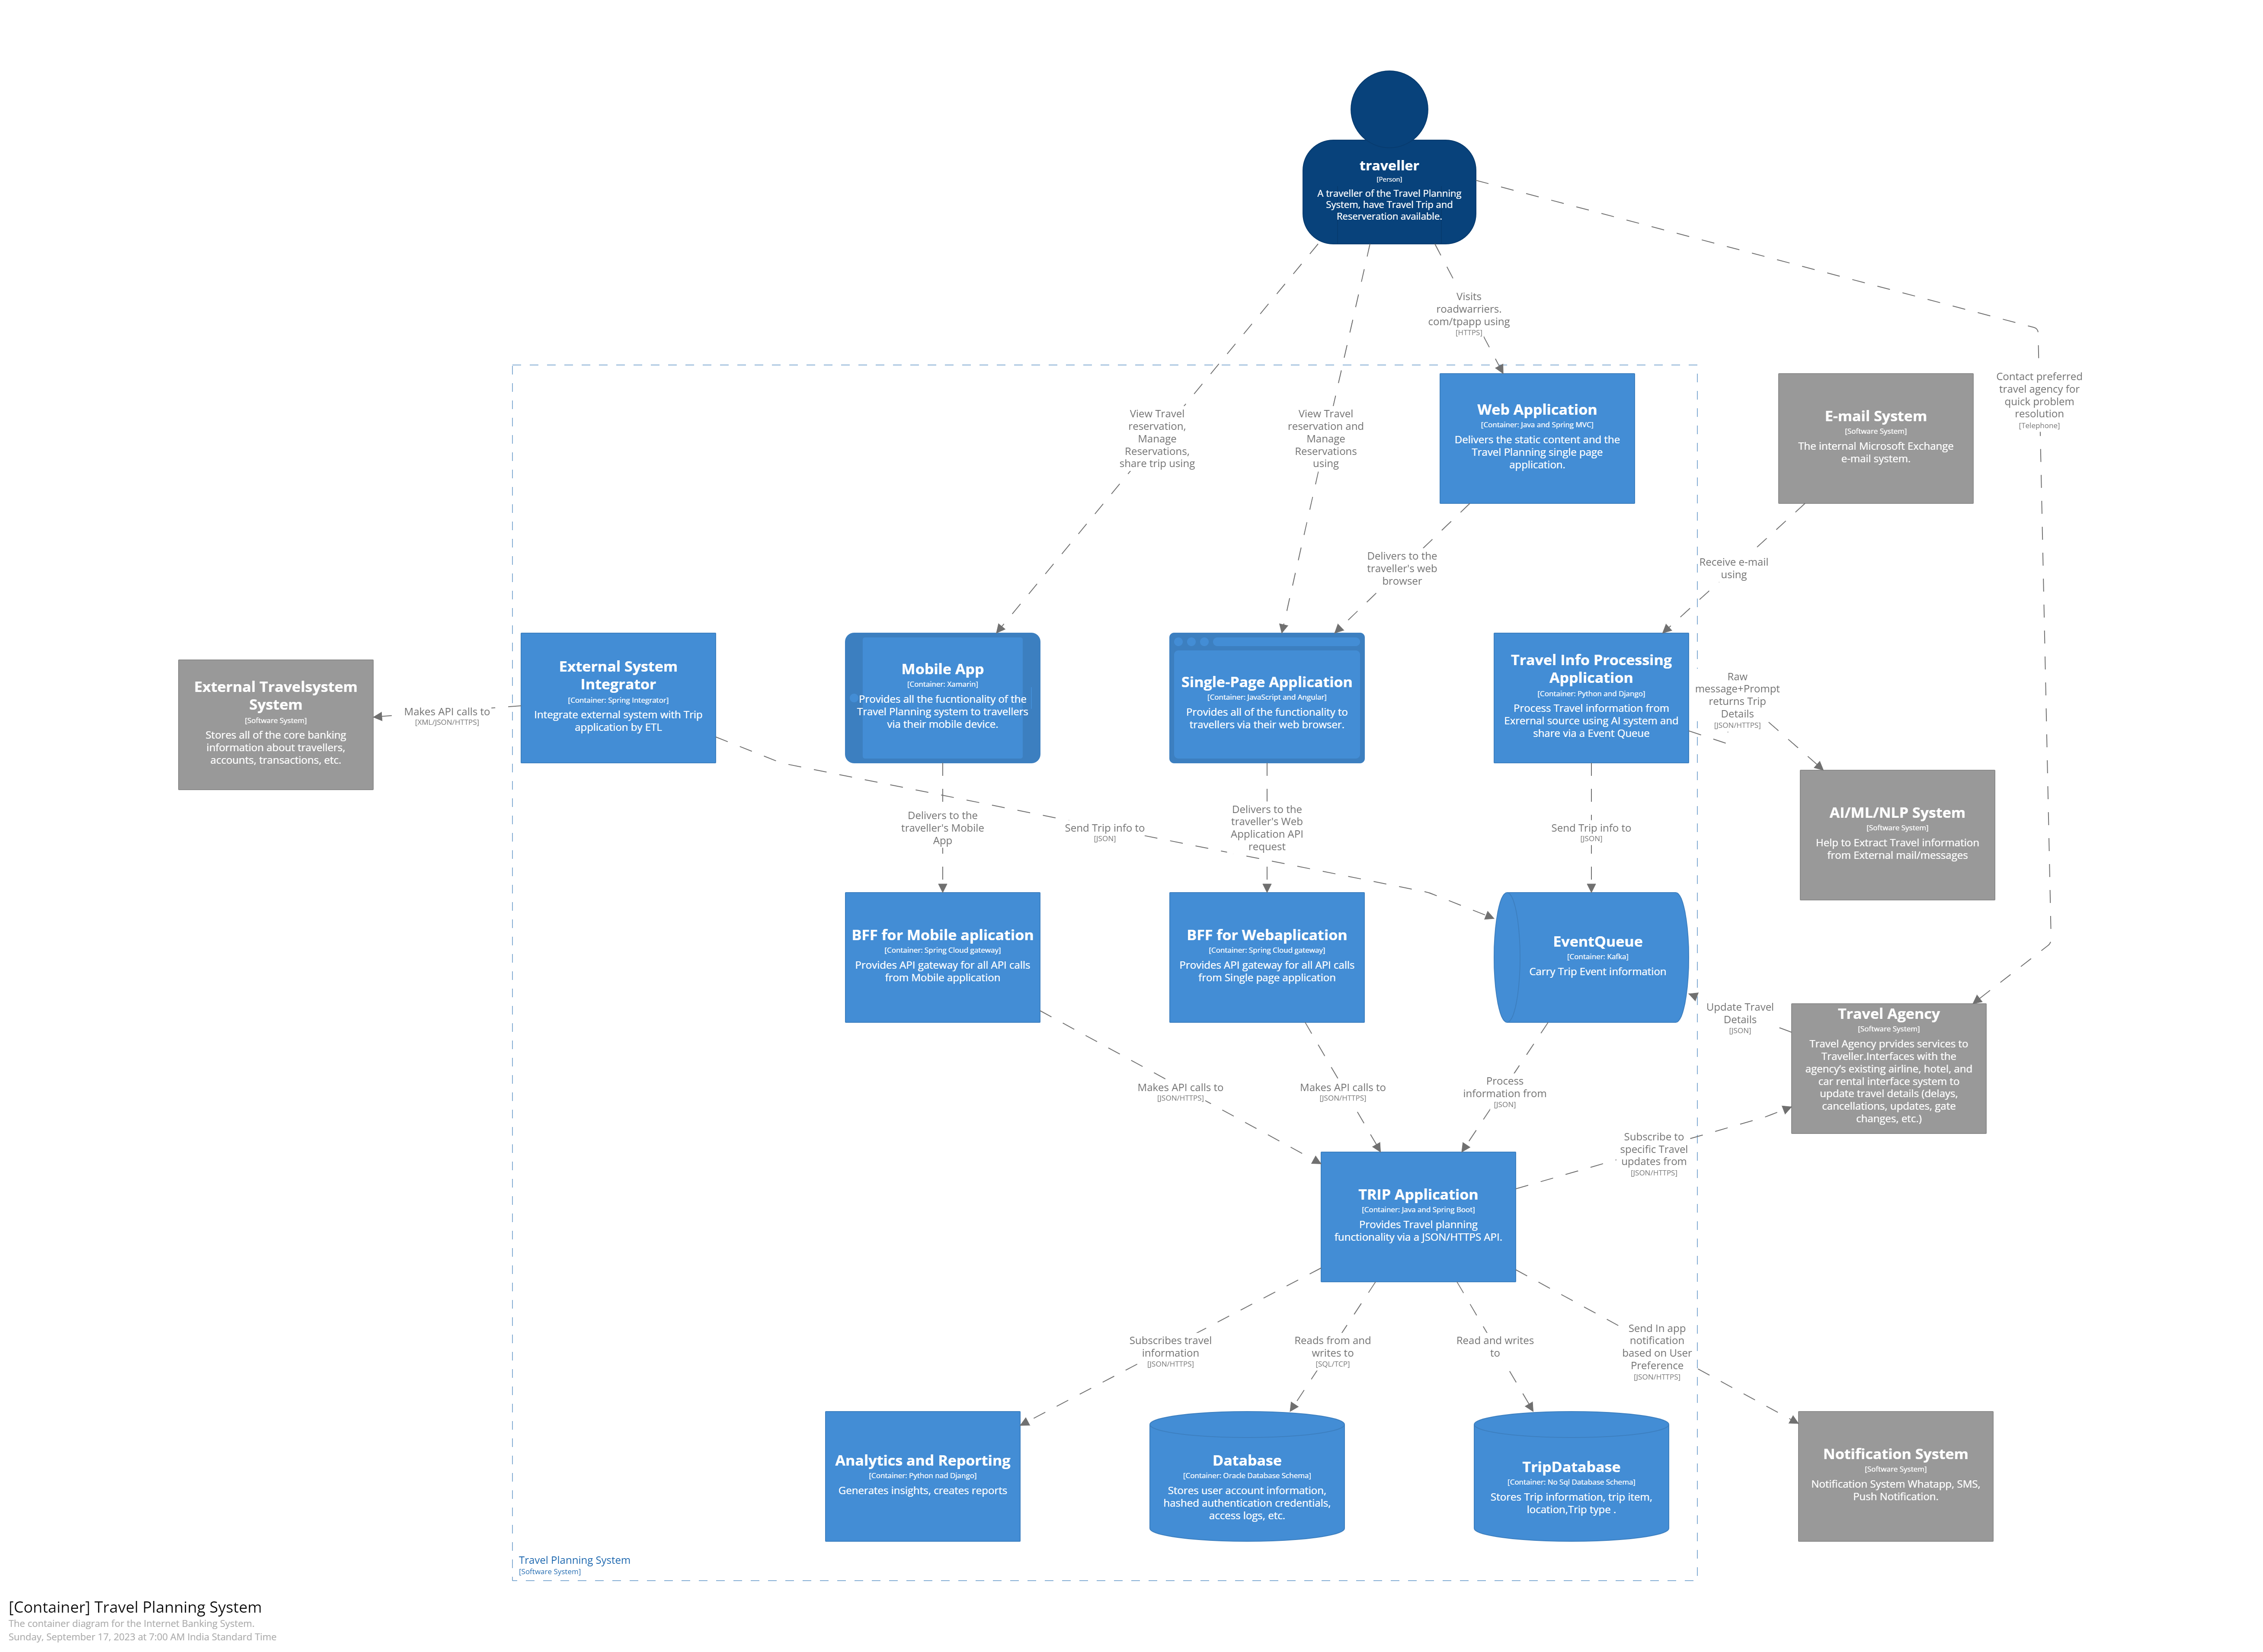 traveller
[Person]
A traveller of the Travel Planning
System, have Travel Trip and
Reserveration available.
Visits
roadwarriers.
com/tpapp using
[HTTPS]
Contact preferred
travel agency for
quick problem
resolution
[Telephone]
View Travel
reservation,
Manage
Reservations,
share trip using
View Travel
reservation and
Manage
Reservations
using
Web Application
[Container: Java and Spring MVC]
Delivers the static content and the
Travel Planning single page
application.
E-mail System
[Software System]
The internal Microsoft Exchange
e-mail system.
Delivers to the
traveller's web
browser
Receive e-mail
using
External Travelsystem
System
[Software System]
Stores all of the core banking
information about travellers,
accounts, transactions, etc.
Makes API calls to
[XML/JSON/HTTPS]
External System
Integrator
[Container: Spring Integrator]
Integrate external system with Trip
application by ETL
Mobile App
[Container: Xamarin]
Provides all the fucrntionality of the
Travel Planning system to travellers
via their mobile device.
Single-Page Application
[Container: JavaScript and Angular]
Provides all of the functionality to
travellers via their web browser.
Travel Info Processing
Application
[Container: Python and Django]
Process Travel information from
Exrernal source using AI system and
share via a Event Queue
Raw
message+Prompt
returns Trip
Details
[JSON/HTTPS]
AI/ML/NLP System
[Software System]
Help to Extract Travel information
from External mail/messages
Delivers to the
traveller's Mobile
App
Send Trip info to
[JSON]
Delivers to the
traveller's Web
Application API
request
Send Trip info to
[JSON]
BFF for Mobile aplication
[Container: Spring Cloud gateway]
Provides API gateway for all API calls
from Mobile application
BFF for Webaplication
[Container: Spring Cloud gateway]
Provides API gateway for all API calls
from Single page application
EventQueue
[Container: Kafka]
Carry Trip Event information
Update Travel
Details
[JSON]
Travel Agency
[Software System]
Travel Agency prvides services to
Traveller.Interfaces with the
agency's existing airline, hotel, and
car rental interface system to
update travel details (delays,
cancellations, updates, gate
changes, etc.)
Makes API calls to
[JSON/HTTPS]
Makes API calls to
[JSON/HTTPS]
Process
information from
[JSON]
Subscribe to
specific Travel
updates from
[JSON/HTTPS]
TRIP Application
[Container: Java and Spring Boot]
Provides Travel planning
functionality via a JSON/HTTPS API.
Subscribes travel
information
[JSON/HTTPS]
Reads from and
writes to
[SQL/TCP]
Read and writes
to
Send In app
notification
based on User
Preference
[JSON/HTTPS]
Analytics and Reporting
[Container: Python nad Django]
Generates insights, creates reports
Database
[Container: Oracle Database Schema]
Stores user account information,
hashed authentication credentials,
access logs, etc.
TripDatabase
[Container: No Sql Database Schema]
Stores Trip information, trip item,
location,Trip type .
Notification System
[Software System]
Notification System Whatapp, SMS,
Push Notification.
Travel Planning System
[Software System]
[Container] Travel Planning System
The container diagram for the Internet Banking System.
Sunday, September 17, 2023 at 7:00 AM India Standard Time